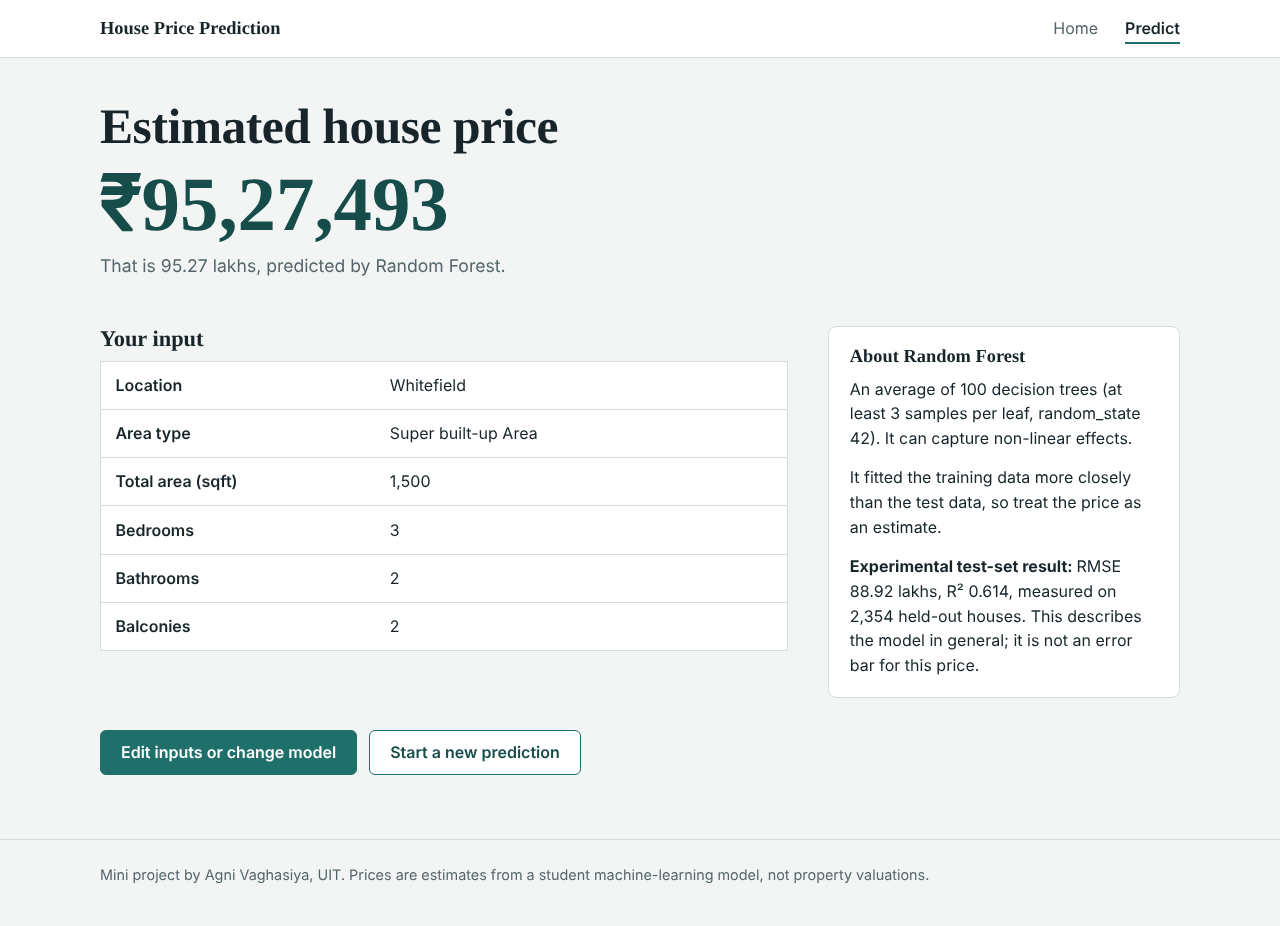 House Price Prediction
Home
Predict
Estimated house price
₹95,27,493
That is 95.27 lakhs, predicted by Random Forest.
Your input
Location Whitefield
Area type Super built-up Area
Total area (sqft) 1,500
Bedrooms 3
Bathrooms 2
Balconies 2
About Random Forest
An average of 100 decision trees (at
least 3 samples per leaf, random_state
42). It can capture non-linear effects.
It fitted the training data more closely
than the test data, so treat the price as
an estimate.
Experimental test-set result: RMSE
88.92 lakhs, R² 0.614, measured on
2,354 held-out houses. This describes
the model in general; it is not an error
bar for this price.
Edit inputs or change model
Start a new prediction
Mini project by Agni Vaghasiya, UIT. Prices are estimates from a student machine-learning model, not property valuations.